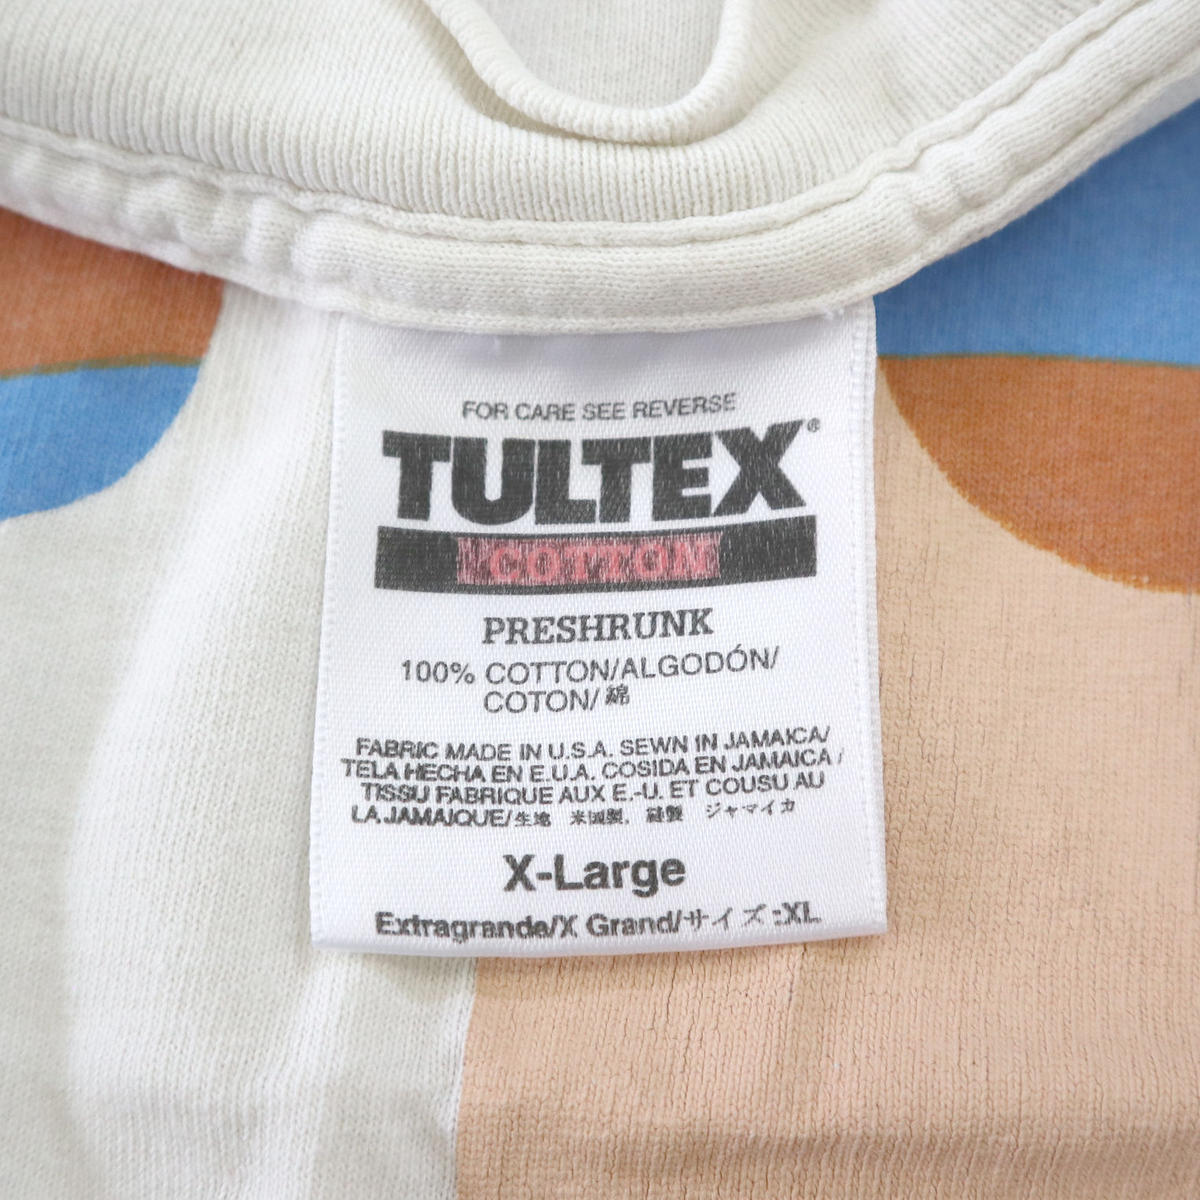 FOR CARE SEE REVERSE
TULTEX®
COTTON
PRESHRUNK
100% COTTON/ALGODÓN/
COTON/綿
FABRIC MADE IN U.S.A. SEWN IN JAMAICA/
TELA HECHA EN E.U.A. COSIDA EN JAMAICA/
TISSU FABRIQUE AUX E.-U. ET COUSU AU
LA JAMAIQUE/生地 米国製, 縫製 ジャマイカ
X-Large
Extragrande/X Grand/サイズ:XL